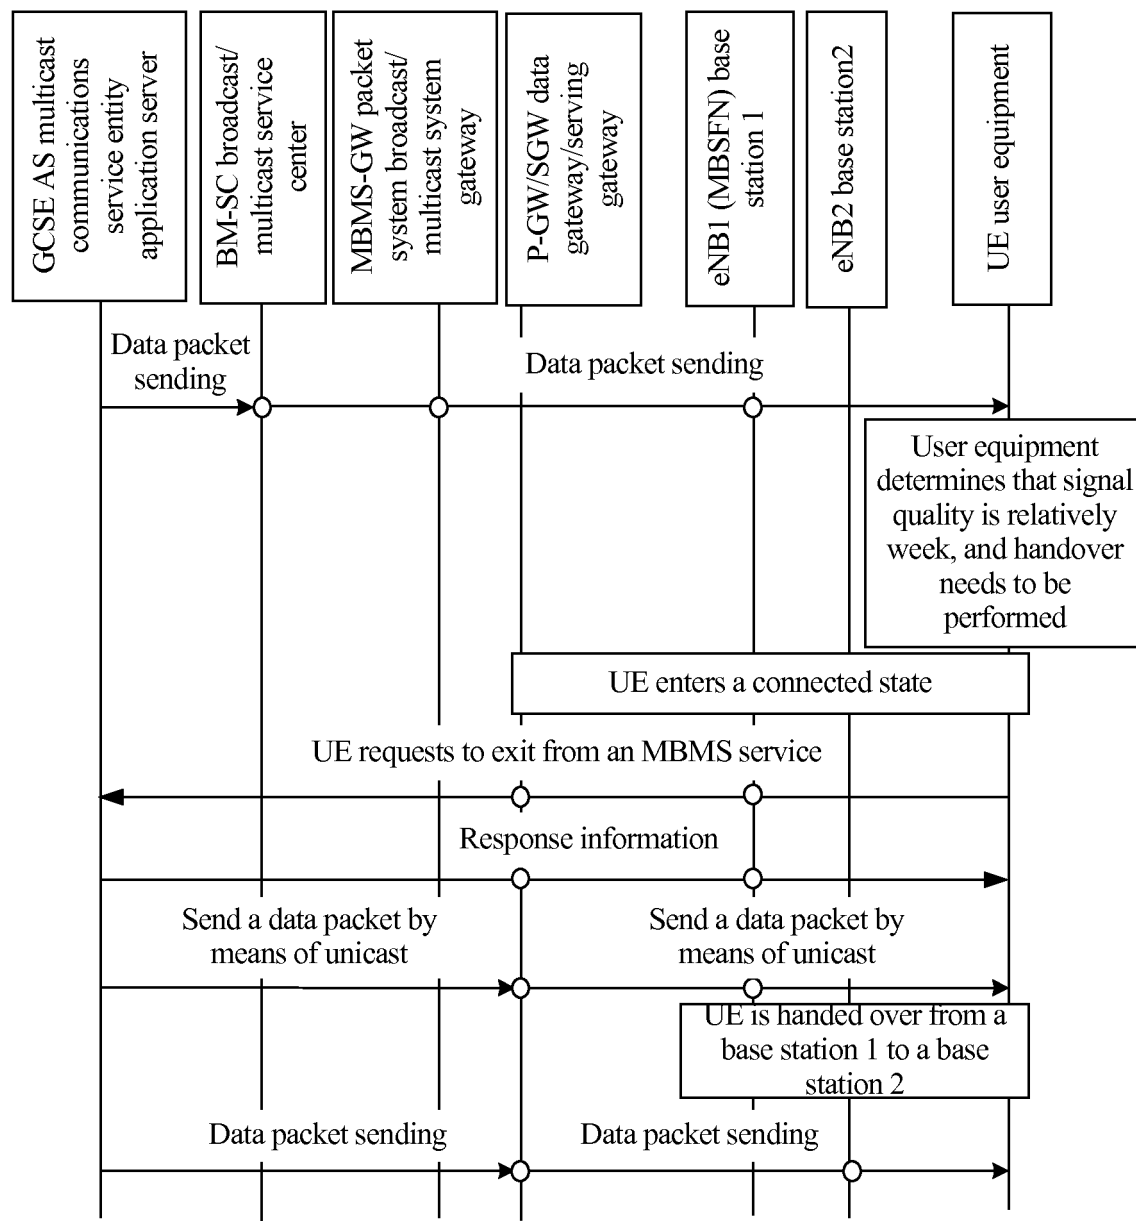 GCSE AS multicast
communications
service entity
application server
BM-SC broadcast/
multicast service
center
MBMS-GW packet
system broadcast/
multicast system
gateway
P-GW/SGW data
gateway/serving
gateway
eNB1 (MBSFN) base
station 1
eNB2 base station2
UE user equipment
Data packet
sending
Data packet sending
User equipment
determines that signal
quality is relatively
week, and handover
needs to be
performed
UE enters a connected state
UE requests to exit from an MBMS service
Response information
Send a data packet by
means of unicast
Send a data packet by
means of unicast
UE is handed over from a
base station 1 to a base
station 2
Data packet sending
Data packet sending